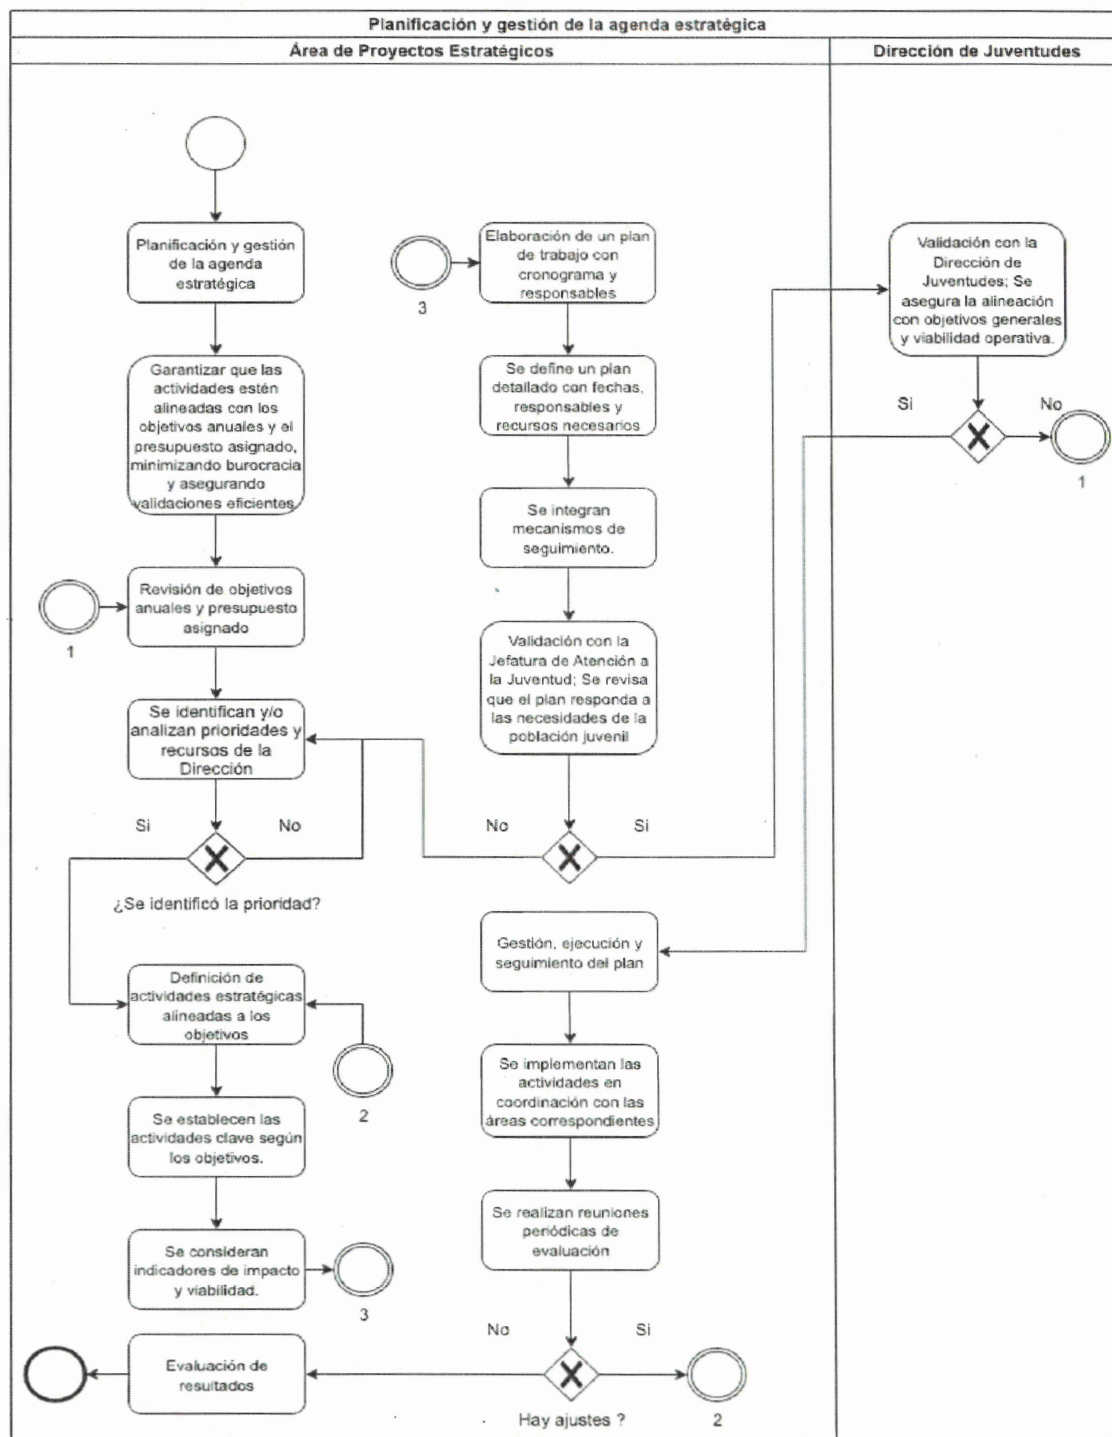 Planificación y gestión de la agenda estratégica
Área de Proyectos Estratégicos
Dirección de Juventudes
Planificación y gestión
de la agenda
estratégica
Garantizar que las
actividades estén
alineadas con los
objetivos anuales y el
presupuesto asignado,
minimizando burocracia
y asegurando
validaciones eficientes
1
Revisión de objetivos
anuales y presupuesto
asignado
Se identifican y/o
analizan prioridades y
recursos de la
Dirección
Si
No
¿Se identificó la prioridad?
Definición de
actividades estratégicas
alineadas a los
objetivos
2
Se establecen las
actividades clave según
los objetivos.
Se consideran
indicadores de impacto
y viabilidad.
3
Evaluación de
resultados
3
Elaboración de un plan
de trabajo con
cronograma y
responsables
Se define un plan
detallado con fechas,
responsables y
recursos necesarios
Se integran
mecanismos de
seguimiento.
Validación con la
Jefatura de Atención a
la Juventud; Se revisa
que el plan responda a
las necesidades de la
población juvenil
No
Si
Gestión, ejecución y
seguimiento del plan
Se implementan las
actividades en
coordinación con las
áreas correspondientes
Se realizan reuniones
periódicas de
evaluación
No
Si
Hay ajustes ?
2
Validación con la
Dirección de
Juventudes; Se
asegura la alineación
con objetivos generales
y viabilidad operativa.
Si
No
1